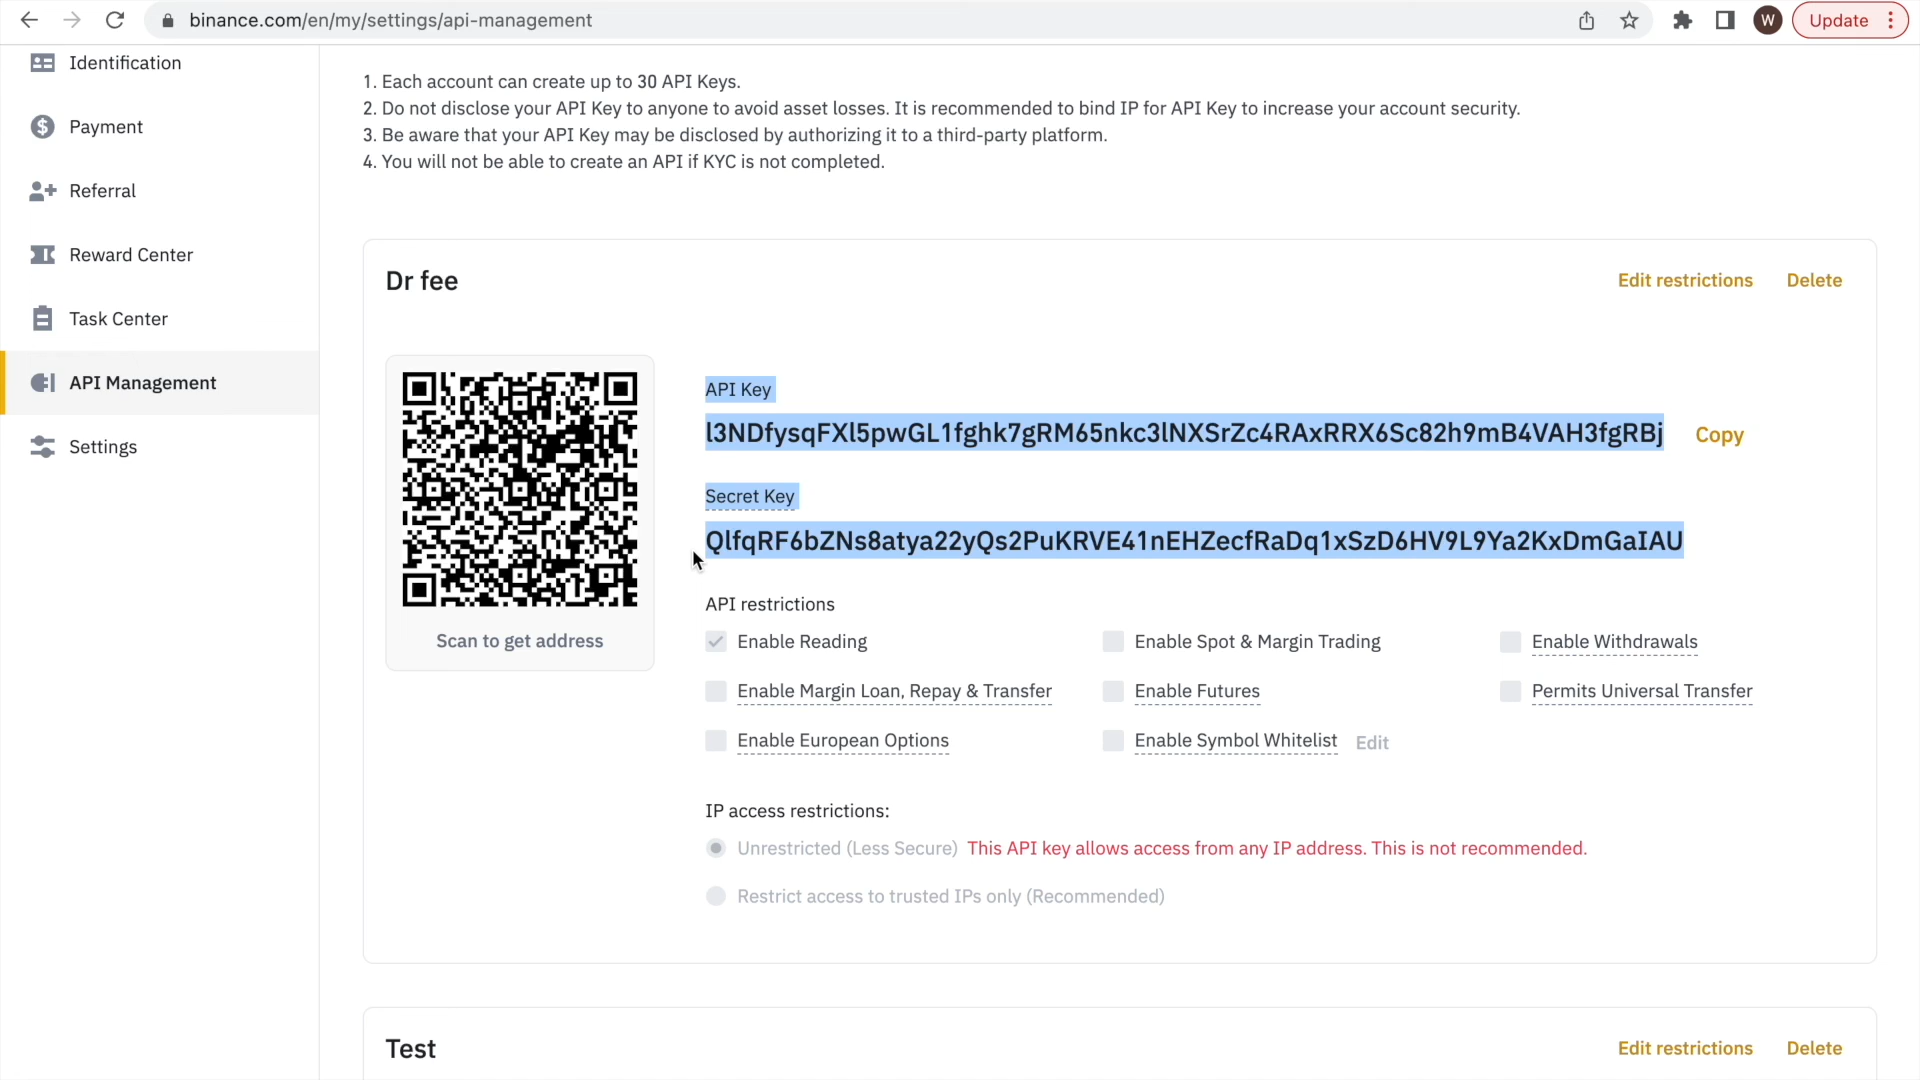 binance.com/en/my/settings/api-management
W
Update
Identification
Payment
Referral
Reward Center
Task Center
API Management
Settings
1. Each account can create up to 30 API Keys.
2. Do not disclose your API Key to anyone to avoid asset losses. It is recommended to bind IP for API Key to increase your account security.
3. Be aware that your API Key may be disclosed by authorizing it to a third-party platform.
4. You will not be able to create an API if KYC is not completed.
Dr fee
Edit restrictions Delete
Scan to get address
API Key
l3NDfysqFXl5pwGL1fghk7gRM65nkc3lNXSrZc4RAxRRX6Sc82h9mB4VAH3fgRBj Copy
Secret Key
QlfqRF6bZNs8atya22yQs2PuKRVE41nEHZecfRaDq1xSzD6HV9L9Ya2KxDmGaIAU
API restrictions
Enable Reading Enable Spot & Margin Trading Enable Withdrawals
Enable Margin Loan, Repay & Transfer Enable Futures Permits Universal Transfer
Enable European Options Enable Symbol Whitelist Edit
IP access restrictions:
Unrestricted (Less Secure) This API key allows access from any IP address. This is not recommended.
Restrict access to trusted IPs only (Recommended)
Test
Edit restrictions Delete